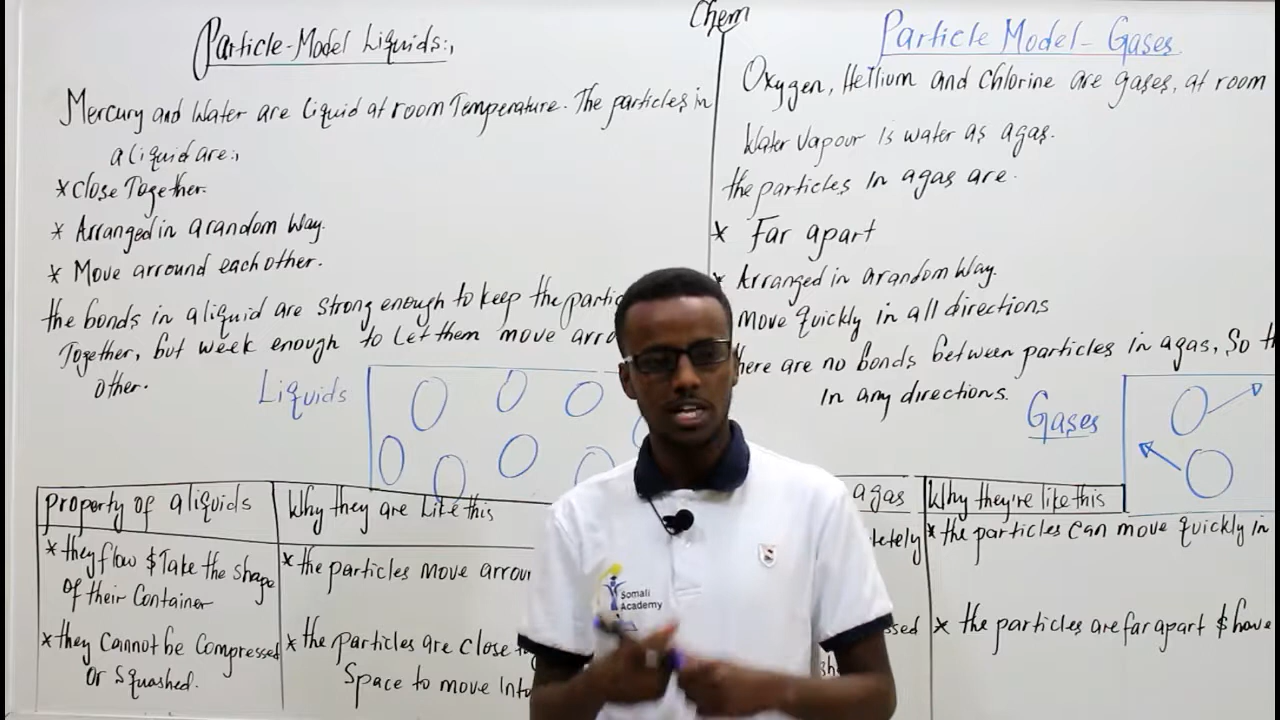 Chem
Particle-Model Liquids:,
Mercury and Water are Liquid at room Temperature. The particles in
a liquid are:,
*Close Together.
* Arranged in a random Way.
* Move arround each other.
the bonds in a liquid are strong enough to keep the
Together, but week enough to Let them move
other.
Liquids
property of a liquids
Why they are Like this
* they flow $ Take the shape
of their Container
* the particles move
* they Cannot be Compressed
or Squashed.
* the particles are close
Space to move
Particle Model- Gases
Oxygen, Hellium and chlorine are gases, at room
Water Vapour is water as a gas.
the particles in a gas are.
* Far apart
* Arranged in a random Way.
move quickly in all directions
are no bonds between particles in a gas, So
In any directions.
Gases
a gas
Why they're like this
* the particles can move quickly in
* the particles are far apart $ have
Somali
Academy